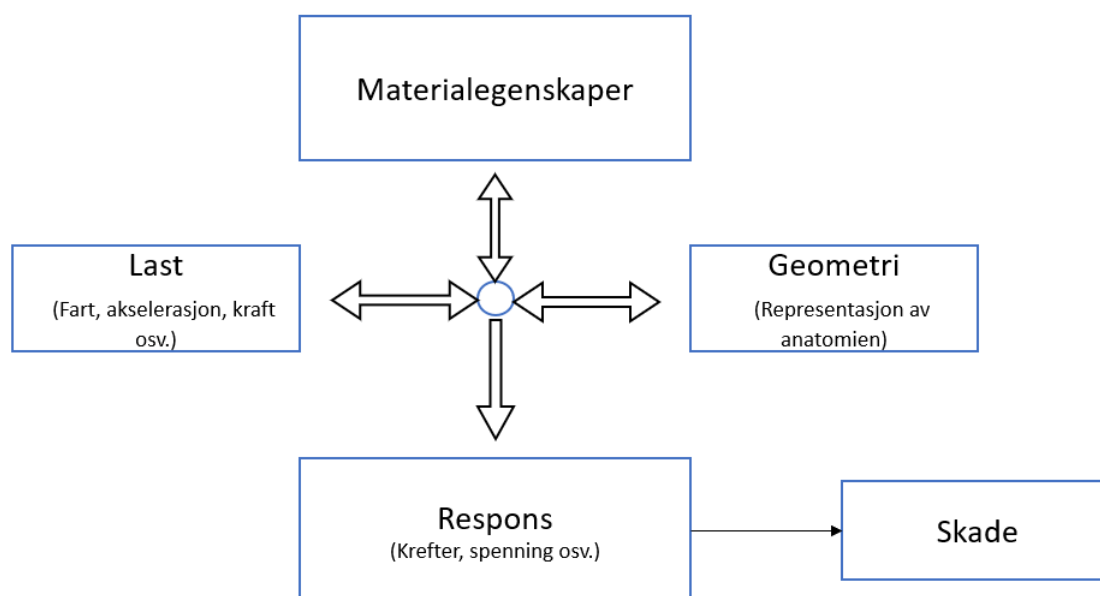 Materialegenskaper
Last
(Fart, akselerasjon, kraft
osv.)
Geometri
(Representasjon av
anatomien)
Respons
(Krefter, spenning osv.)
Skade